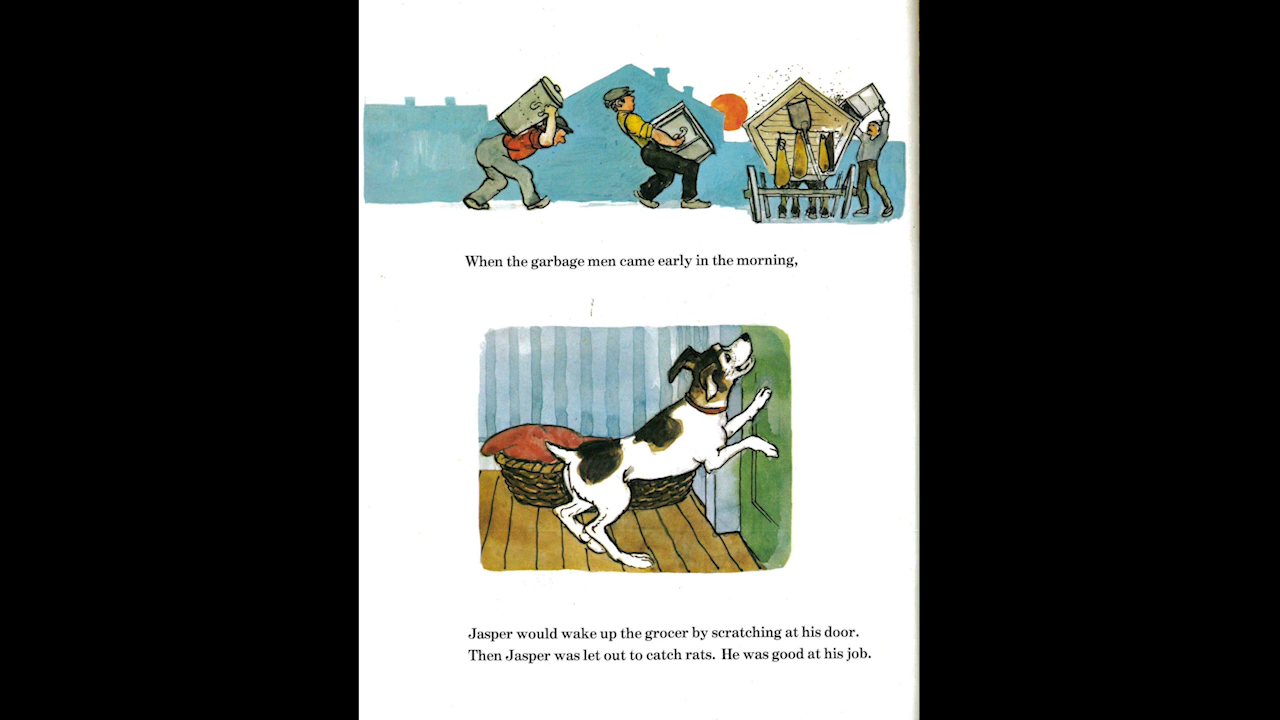 When the garbage men came early in the morning,
Jasper would wake up the grocer by scratching at his door.
Then Jasper was let out to catch rats. He was good at his job.